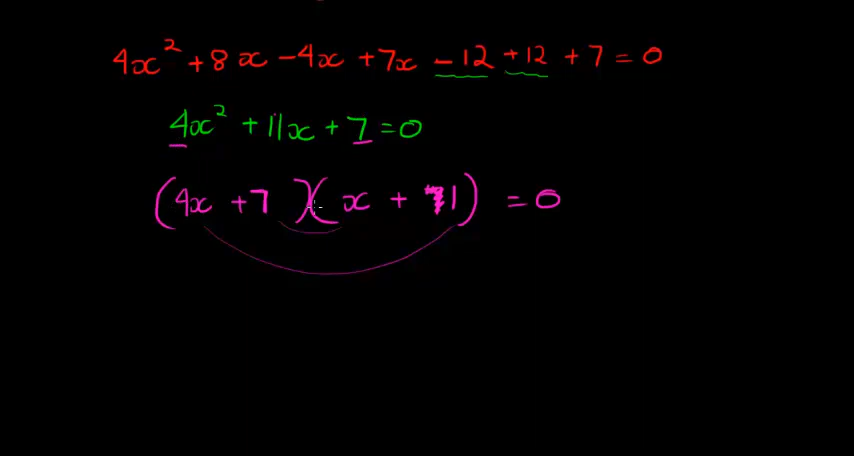 4x² + 8x - 4x + 7x - 12 + 12 + 7 = 0
4x² + 11x + 7 = 0
(4x + 7)(x + 1) = 0